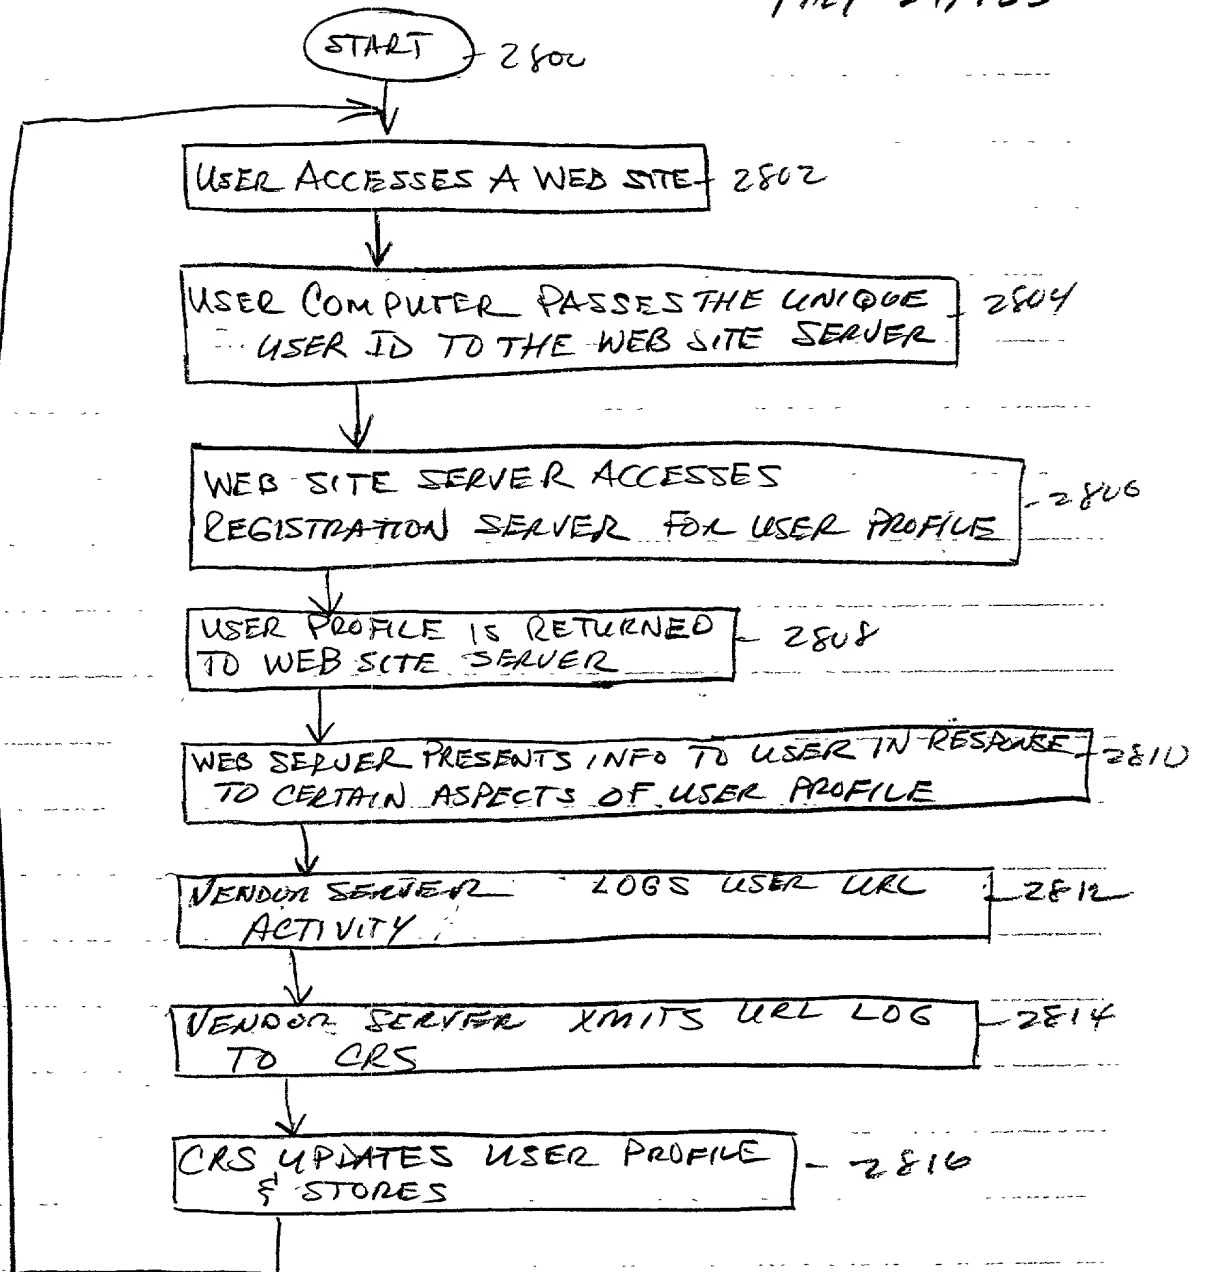 START 2800
USER ACCESSES A WEB SITE 2802
USER COMPUTER PASSES THE UNIQUE 2804
USER ID TO THE WEB SITE SERVER
WEB SITE SERVER ACCESSES
REGISTRATION SERVER FOR USER PROFILE 2806
USER PROFILE IS RETURNED 2808
TO WEB SITE SERVER
WEB SERVER PRESENTS INFO TO USER IN RESPONSE 2810
TO CERTAIN ASPECTS OF USER PROFILE
VENDOR SERVER LOGS USER URL 2812
ACTIVITY
VENDOR SERVER XMITS URL LOG 2814
TO CRS
CRS UPDATES USER PROFILE 2816
& STORES